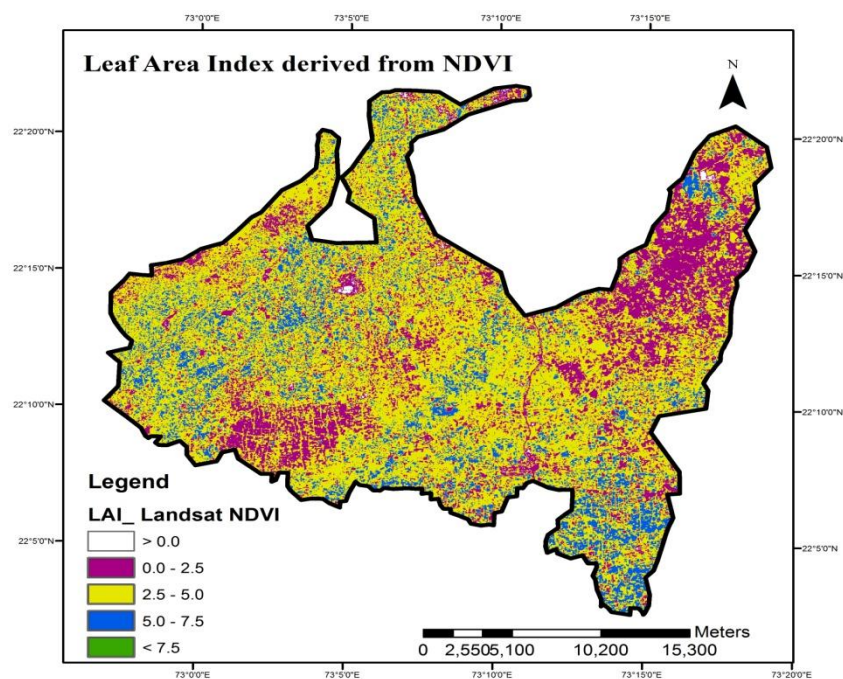 73°0'0"E 73°5'0"E 73°10'0"E 73°15'0"E
Leaf Area Index derived from NDVI
N
22°20'0"N 22°20'0"N
22°15'0"N 22°15'0"N
22°10'0"N 22°10'0"N
22°5'0"N 22°5'0"N
Legend
LAI_ Landsat NDVI
> 0.0
0.0 - 2.5
2.5 - 5.0
5.0 - 7.5
< 7.5
Meters
0 2,5505,100 10,200 15,300
73°0'0"E 73°5'0"E 73°10'0"E 73°15'0"E 73°20'0"E